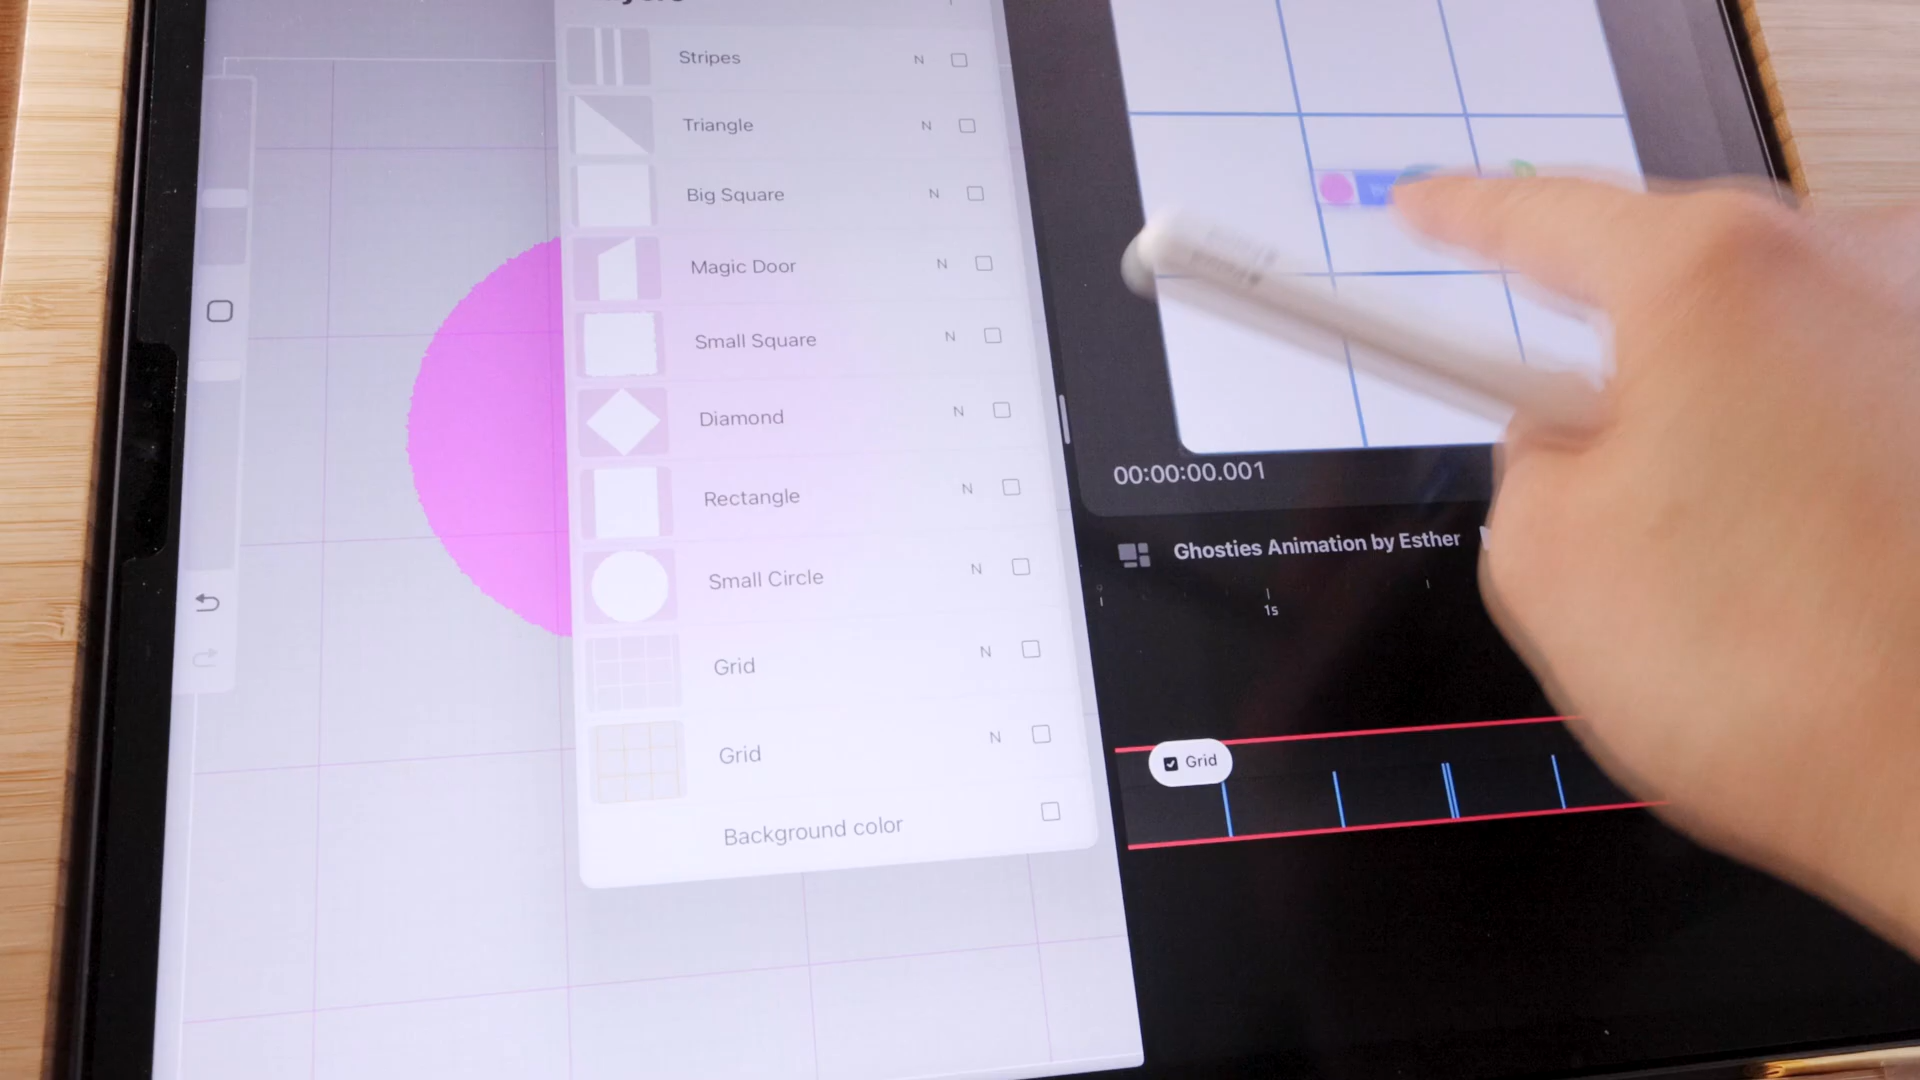 Stripes N
Triangle N
Big Square N
Magic Door N
Small Square N
Diamond N
Rectangle N
Small Circle N
Grid N
Grid N
Background color
00:00:00.001
Ghosties Animation by Esther
1s
Grid